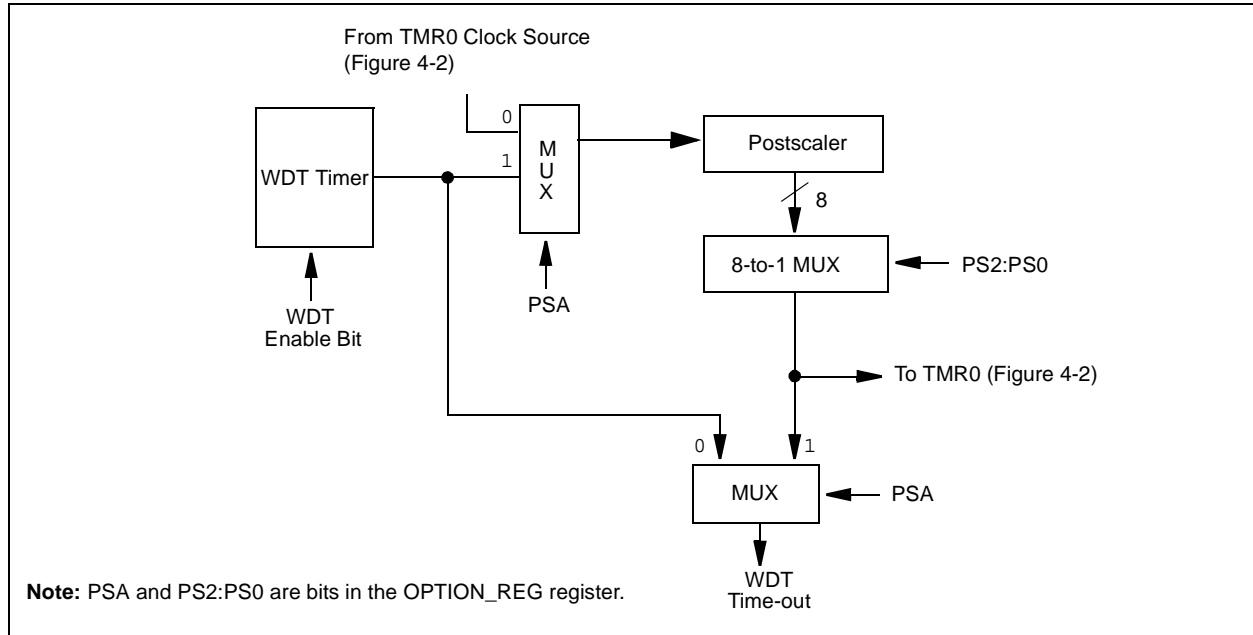 From TMR0 Clock Source
(Figure 4-2)
0
1
M
U
X
WDT Timer
Postscaler
8
8-to-1 MUX
PS2:PS0
PSA
WDT
Enable Bit
To TMR0 (Figure 4-2)
0
1
MUX
PSA
WDT
Time-out
Note: PSA and PS2:PS0 are bits in the OPTION_REG register.